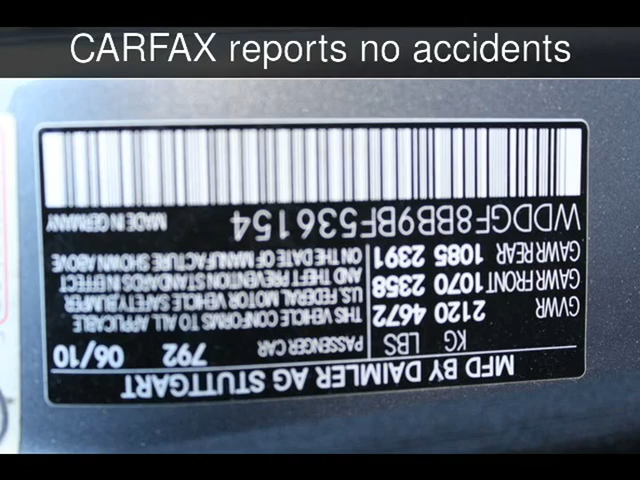 CARFAX reports no accidents
MFD BY DAIMLER AG STUTTGART
KG LBS PASSENGER CAR 792 06/10
GVWR 2120 4672 THIS VEHICLE CONFORMS TO ALL APPLICABLE
U.S. FEDERAL MOTOR VEHICLE SAFETY, BUMPER
GAWR FRONT 1070 2358 AND THEFT PREVENTION STANDARDS IN EFFECT
GAWR REAR 1085 2391 ON THE DATE OF MANUFACTURE SHOWN ABOVE
WDDGF8BB9BF536154 MADE IN GERMANY